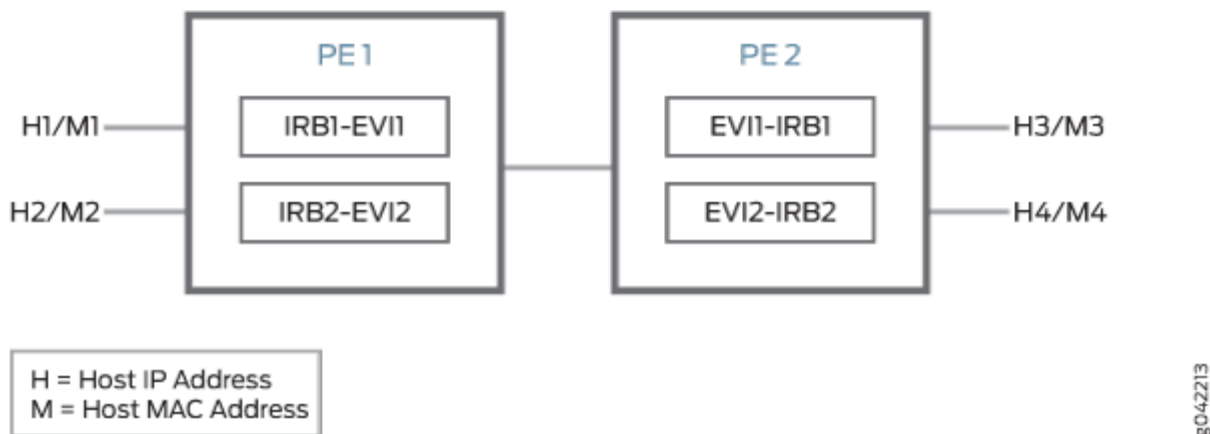 PE 1
PE 2
H1/M1
IRB1-EVI1
EVI1-IRB1
H3/M3
H2/M2
IRB2-EVI2
EVI2-IRB2
H4/M4
H = Host IP Address
M = Host MAC Address
g042213